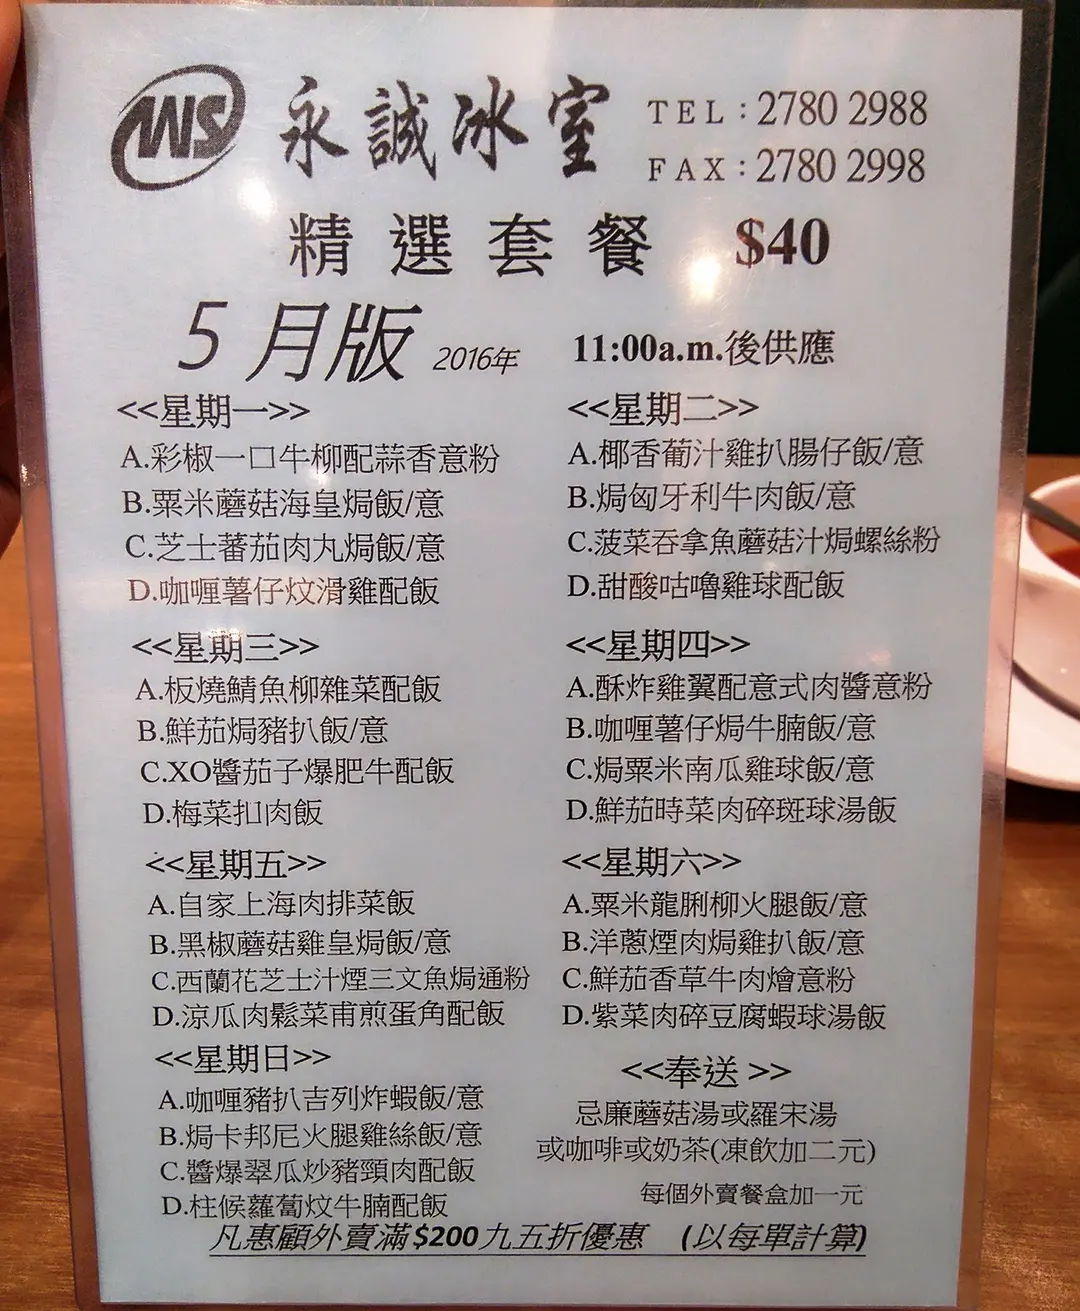 WS 永誠冰室 TEL:2780 2988
FAX:2780 2998
精選套餐 $40
5月版 2016年 11:00a.m.後供應
<<星期一>>
A.彩椒一口牛柳配蒜香意粉
B.粟米蘑菇海皇焗飯/意
C.芝士蕃茄肉丸焗飯/意
D.咖喱薯仔炆滑雞配飯
<<星期二>>
A.椰香葡汁雞扒腸仔飯/意
B.焗匈牙利牛肉飯/意
C.菠菜吞拿魚蘑菇汁焗螺絲粉
D.甜酸咕嚕雞球配飯
<<星期三>>
A.板燒鯖魚柳雜菜配飯
B.鮮茄焗豬扒飯/意
C.XO醬茄子爆肥牛配飯
D.梅菜扣肉飯
<<星期四>>
A.酥炸雞翼配意式肉醬意粉
B.咖喱薯仔焗牛腩飯/意
C.焗粟米南瓜雞球飯/意
D.鮮茄時菜肉碎斑球湯飯
<<星期五>>
A.自家上海肉排菜飯
B.黑椒蘑菇雞皇焗飯/意
C.西蘭花芝士汁煙三文魚焗通粉
D.涼瓜肉鬆菜甫煎蛋角配飯
<<星期六>>
A.粟米龍脷柳火腿飯/意
B.洋蔥煙肉焗雞扒飯/意
C.鮮茄香草牛肉燴意粉
D.紫菜肉碎豆腐蝦球湯飯
<<星期日>>
A.咖喱豬扒吉列炸蝦飯/意
B.焗卡邦尼火腿雞絲飯/意
C.醬爆翠瓜炒豬頸肉配飯
D.柱候蘿蔔炆牛腩配飯
<<奉送 >>
忌廉蘑菇湯或羅宋湯
或咖啡或奶茶(凍飲加二元)
每個外賣餐盒加一元
凡惠顧外賣滿$200九五折優惠 (以每單計算)